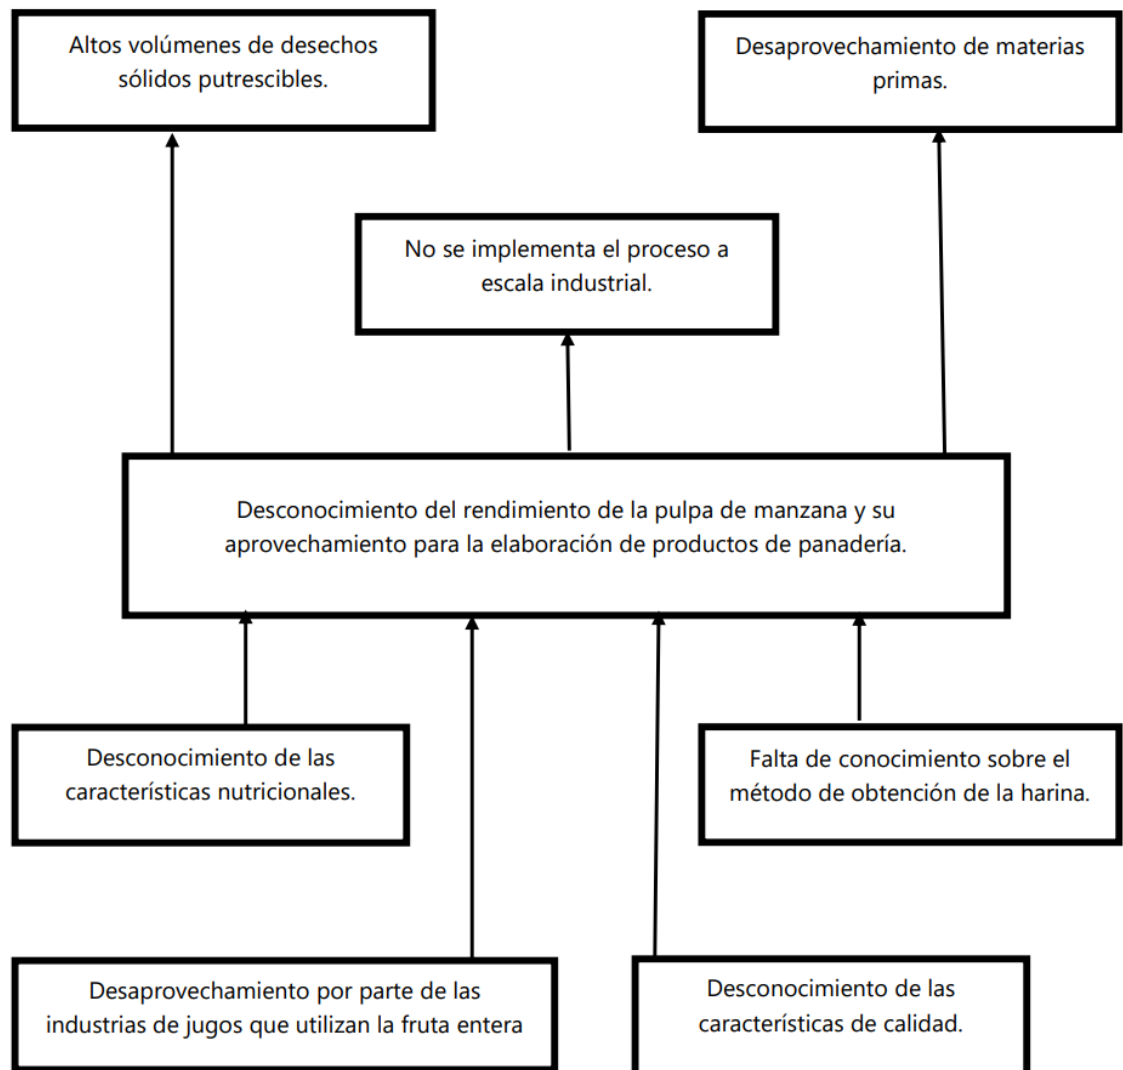 Altos volúmenes de desechos
sólidos putrescibles.
Desaprovechamiento de materias
primas.
No se implementa el proceso a
escala industrial.
Desconocimiento del rendimiento de la pulpa de manzana y su
aprovechamiento para la elaboración de productos de panadería.
Desconocimiento de las
características nutricionales.
Falta de conocimiento sobre el
método de obtención de la harina.
Desaprovechamiento por parte de las
industrias de jugos que utilizan la fruta entera
Desconocimiento de las
características de calidad.